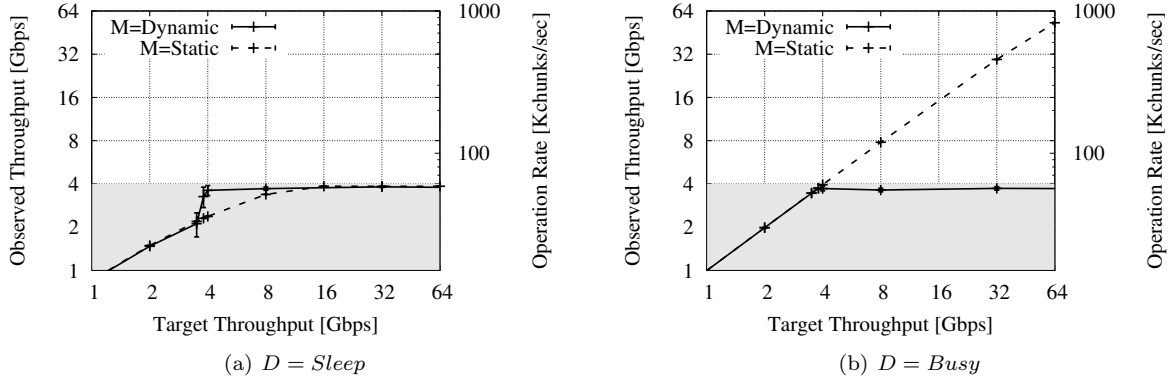 Observed Throughput [Gbps]
64
32
16
8
4
2
1
M=Dynamic
M=Static
1000
100
Operation Rate [Kchunks/sec]
1 2 4 8 16 32 64
Target Throughput [Gbps]
(a) D = Sleep
Observed Throughput [Gbps]
64
32
16
8
4
2
1
M=Dynamic
M=Static
1000
100
Operation Rate [Kchunks/sec]
1 2 4 8 16 32 64
Target Throughput [Gbps]
(b) D = Busy